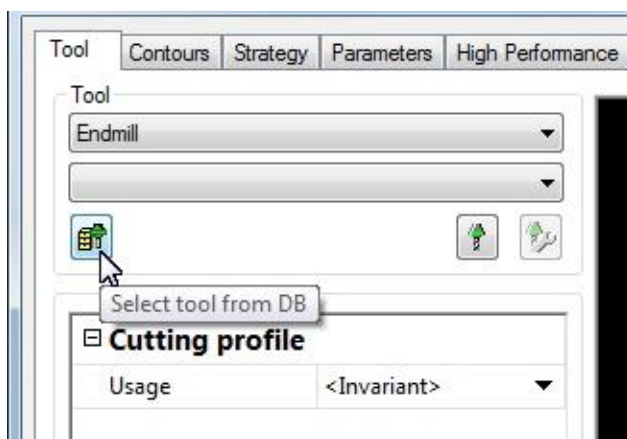 Tool Contours Strategy Parameters High Performance
Tool
Endmill
Select tool from DB
Cutting profile
Usage <Invariant>